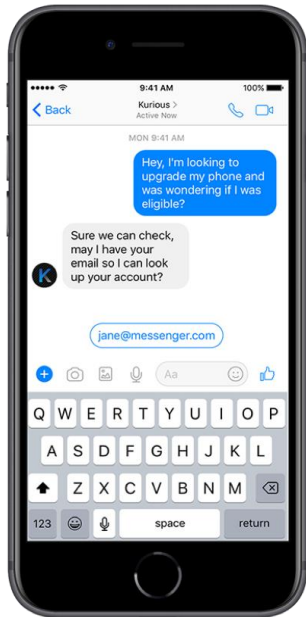 9:41 AM
100%
Back
Kurious >
Active Now
MON 9:41 AM
Hey, I'm looking to
upgrade my phone and
was wondering if I was
eligible?
Sure we can check,
may I have your
email so I can look
up your account?
K
jane@messenger.com
Aa
Q W E R T Y U I O P
A S D F G H J K L
Z X C V B N M
123 space return